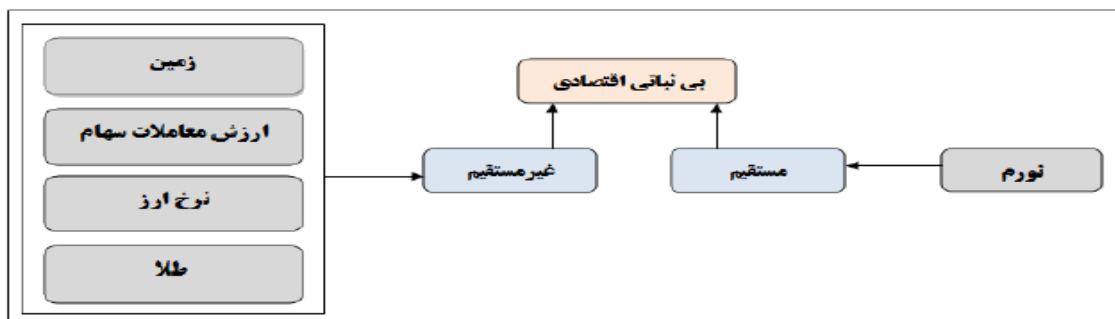 زمین
بی ثباتی اقتصادی
ارزش معاملات سهام
تورم
مستقیم
غیرمستقیم
نرخ ارز
طلا